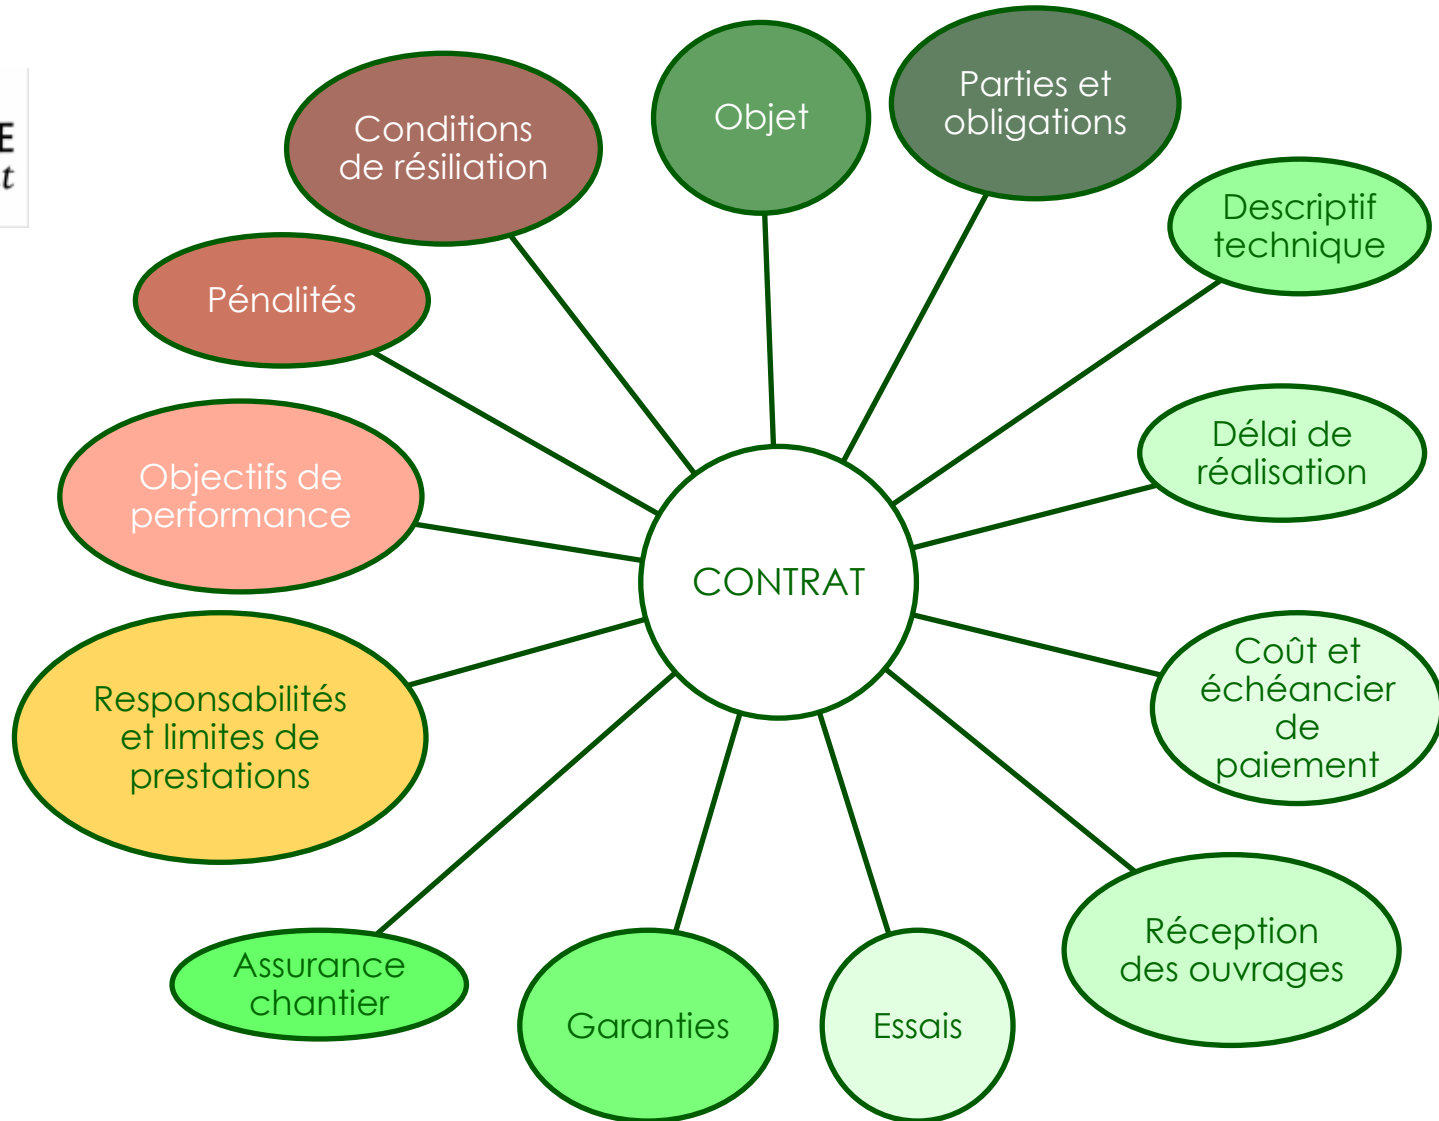 E
t
Conditions
de résiliation
Objet
Parties et
obligations
Descriptif
technique
Pénalités
Délai de
réalisation
Objectifs de
performance
CONTRAT
Coût et
échéancier
de
paiement
Responsabilités
et limites de
prestations
Réception
des ouvrages
Assurance
chantier
Garanties
Essais